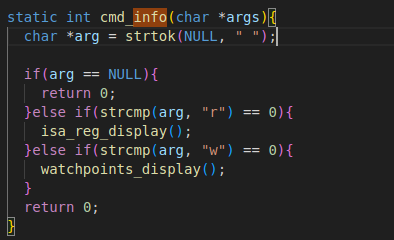 static int cmd_info(char *args){
  char *arg = strtok(NULL, " ");

  if(arg == NULL){
    return 0;
  }else if(strcmp(arg, "r") == 0){
    isa_reg_display();
  }else if(strcmp(arg, "w") == 0){
    watchpoints_display();
  }
  return 0;
}